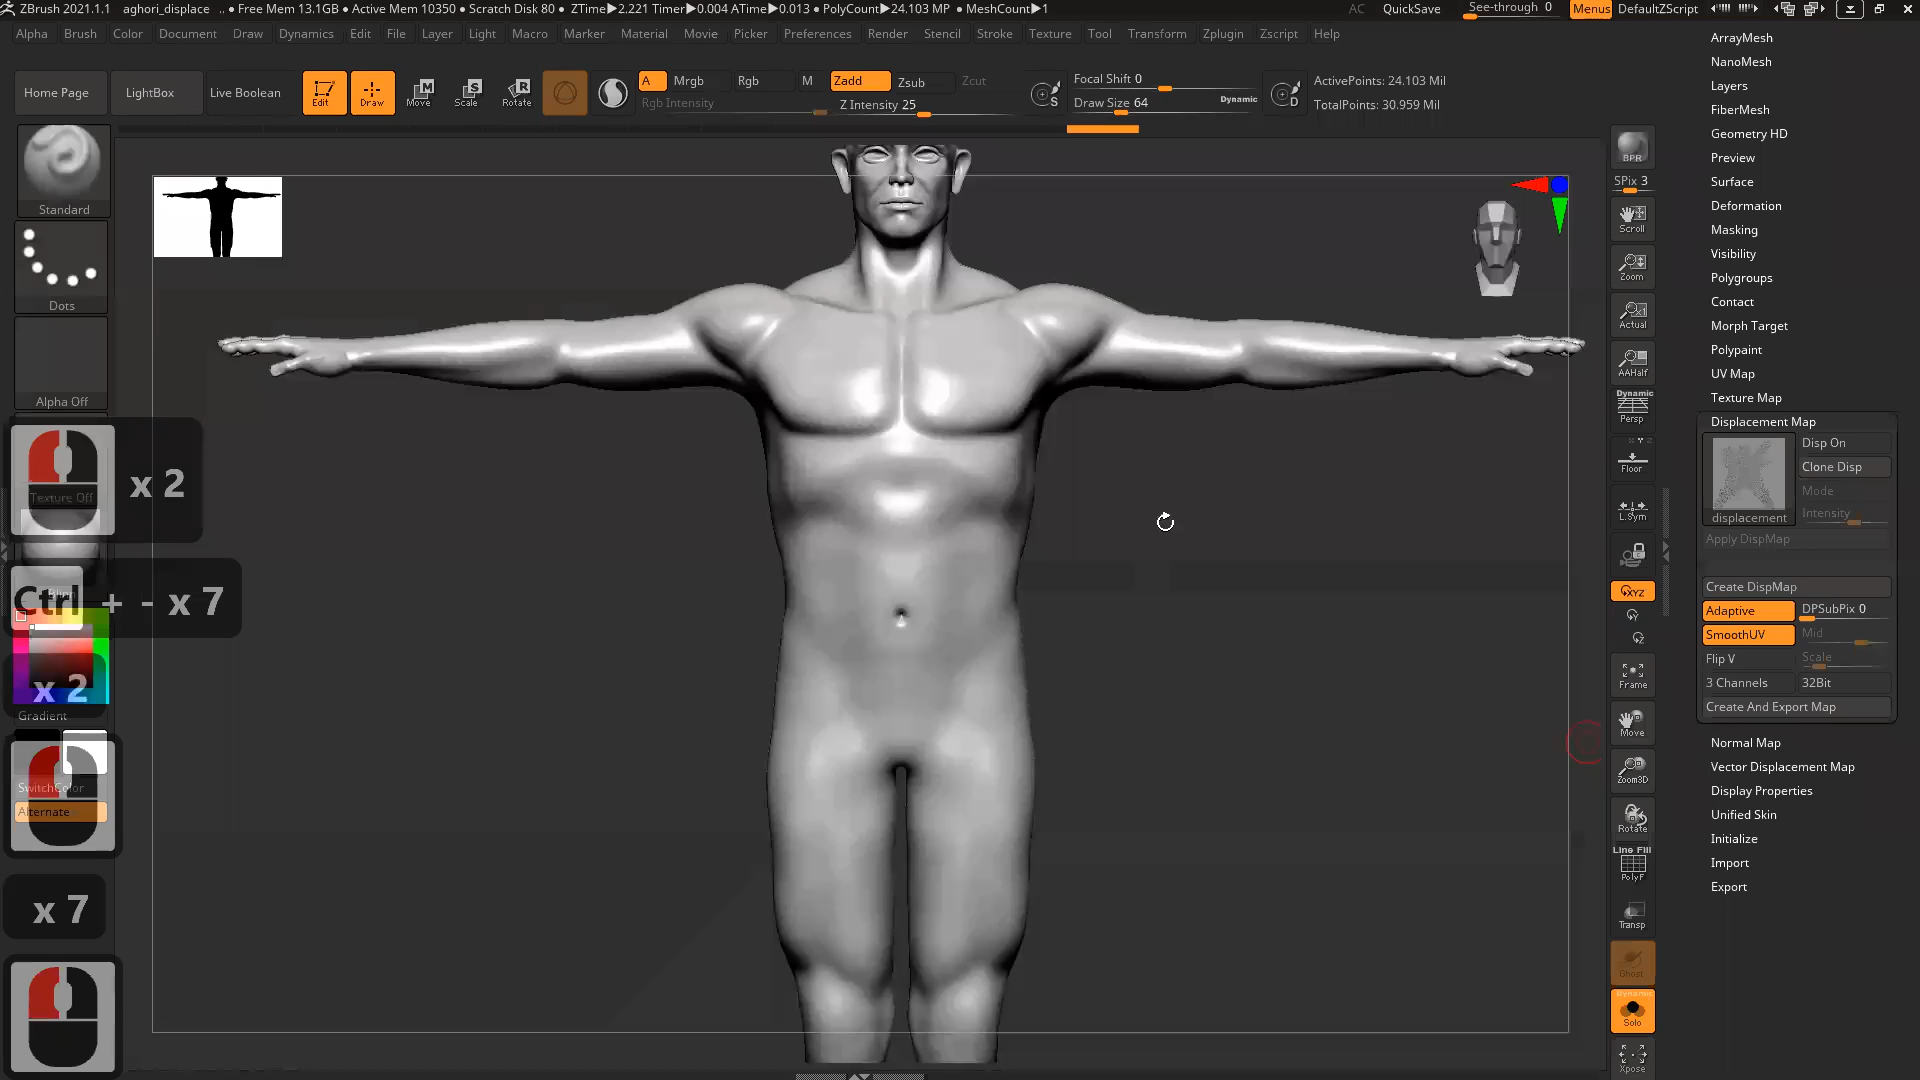 ZBrush 2021.1.1 aghori_displace .. • Free Mem 13.1GB • Active Mem 10350 • Scratch Disk 80 • ZTime▶2.221 Timer▶0.004 ATime▶0.013 • PolyCount▶24.103 MP • MeshCount▶1 AC QuickSave See-through 0 Menus DefaultZScript
Alpha Brush Color Document Draw Dynamics Edit File Layer Light Macro Marker Material Movie Picker Preferences Render Stencil Stroke Texture Tool Transform Zplugin Zscript Help
Home Page LightBox Live Boolean Edit Draw Move Scale Rotate
A Mrgb Rgb M Zadd Zsub Zcut
Rgb Intensity Z Intensity 25
S Focal Shift 0
Draw Size 64 Dynamic
D ActivePoints: 24.103 Mil
TotalPoints: 30.959 Mil
Standard
Dots
Alpha Off
Texture Off
x 2
Ctrl + - x 7
x 2
Gradient
SwitchColor
Alternate
x 7
BPR
SPix 3
Scroll
Zoom
Actual
AAHalf
Dynamic
Persp
Floor
L.Sym
XYZ
Frame
Move
Zoom3D
Rotate
Line Fill
PolyF
Transp
Ghost
Dynamic
Solo
Xpose
ArrayMesh
NanoMesh
Layers
FiberMesh
Geometry HD
Preview
Surface
Deformation
Masking
Visibility
Polygroups
Contact
Morph Target
Polypaint
UV Map
Texture Map
Displacement Map
Disp On
Clone Disp
Mode
displacement Intensity
Apply DispMap
Create DispMap
Adaptive DPSubPix 0
SmoothUV Mid
Flip V Scale
3 Channels 32Bit
Create And Export Map
Normal Map
Vector Displacement Map
Display Properties
Unified Skin
Initialize
Import
Export